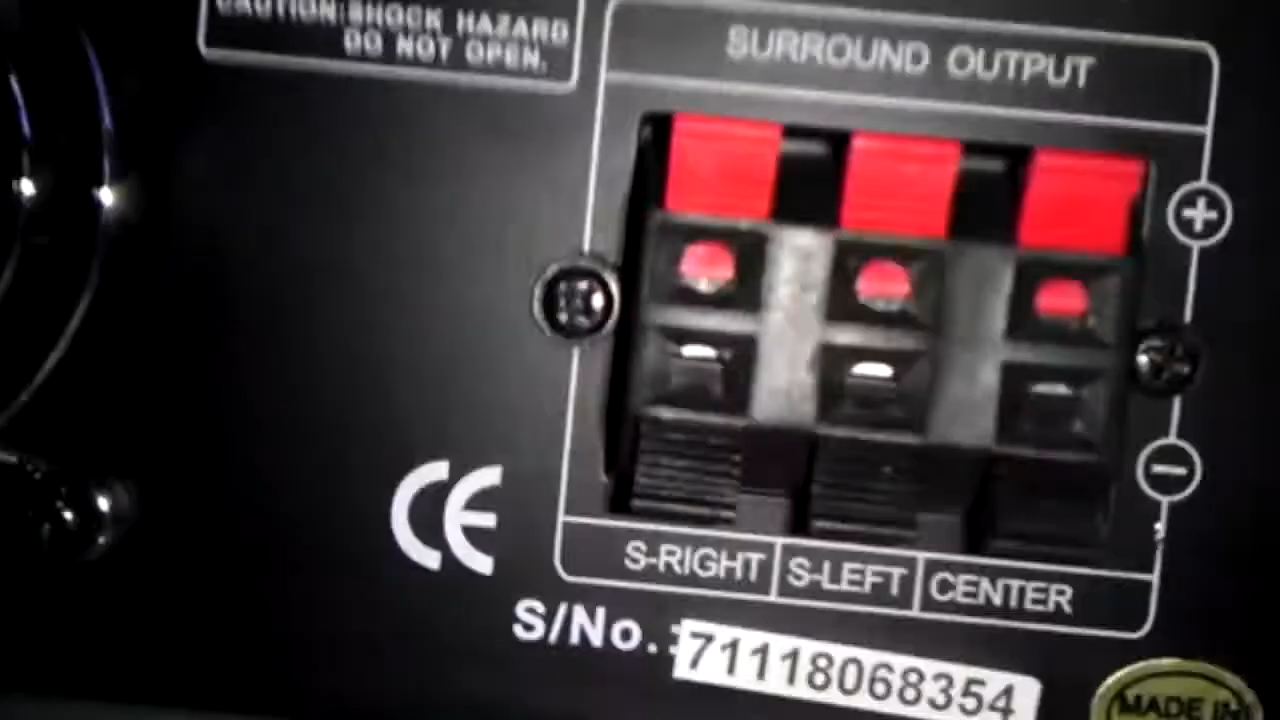 CAUTION:SHOCK HAZARD
DO NOT OPEN.
SURROUND OUTPUT
+
−
CE
S-RIGHT S-LEFT CENTER
S/No.:71118068354
MADE IN